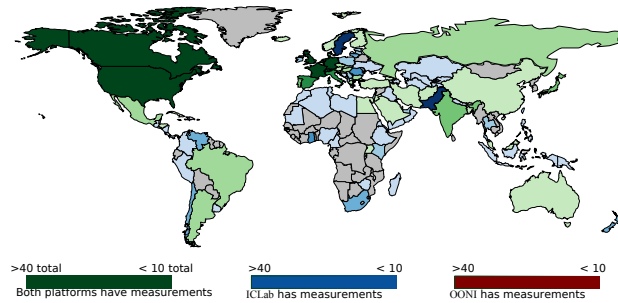 >40 total < 10 total >40 < 10 >40 < 10
Both platforms have measurements ICLab has measurements OONI has measurements